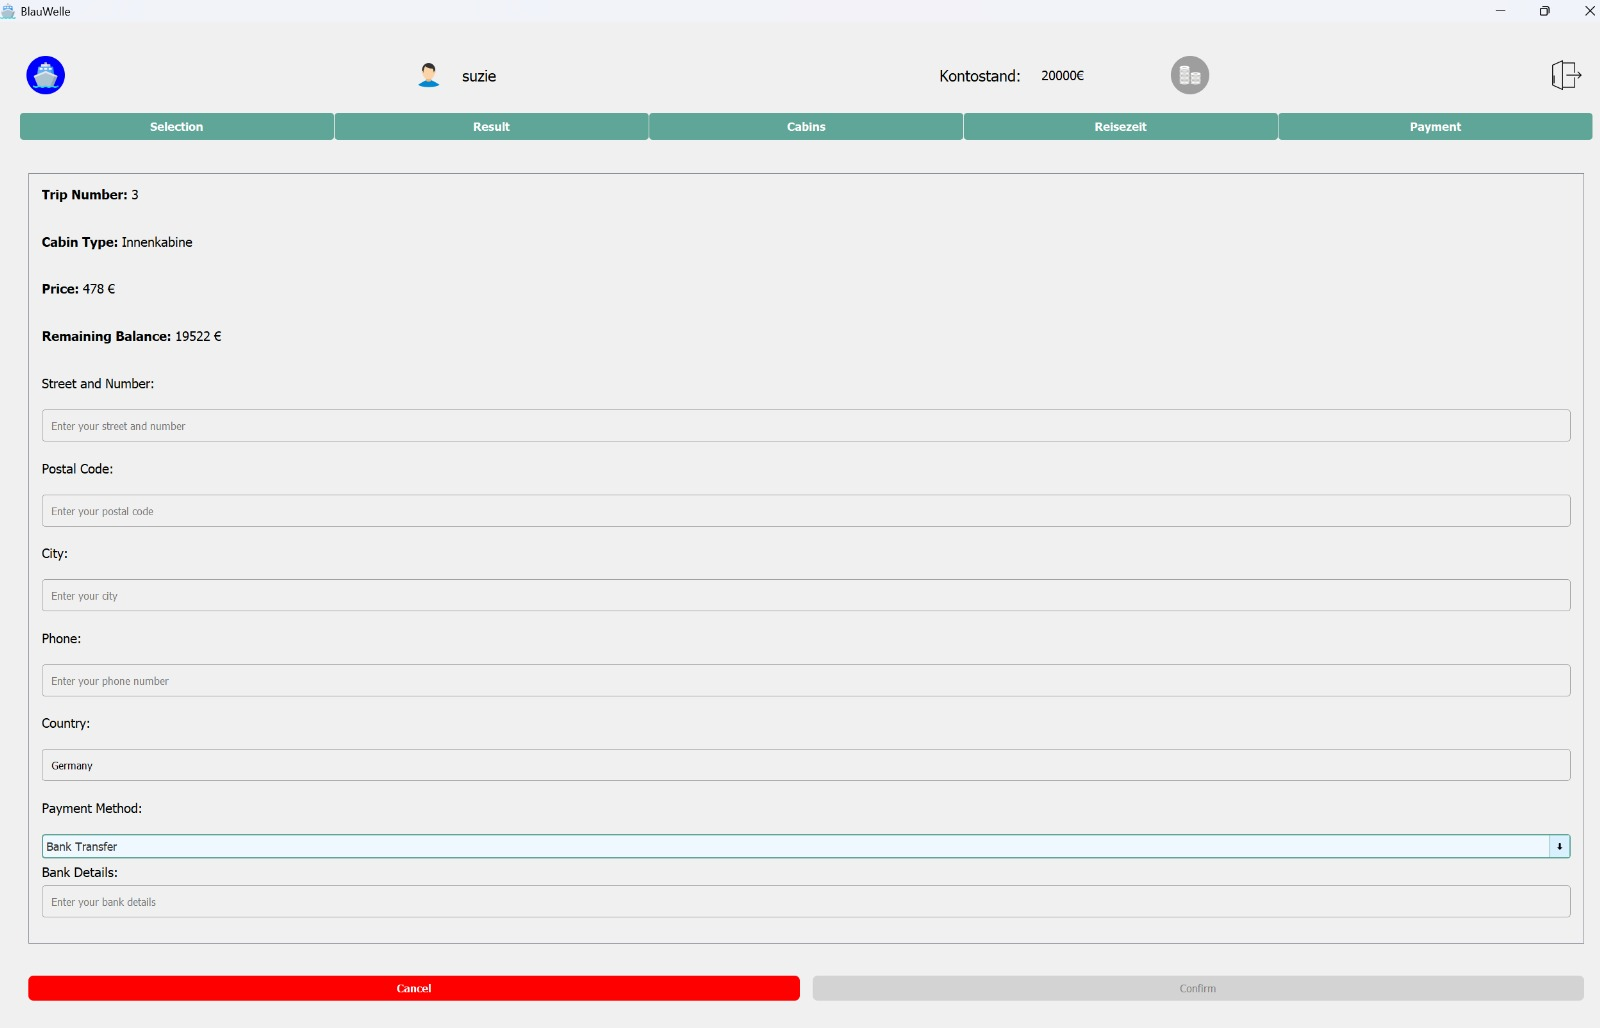 BlauWelle
suzie
Kontostand: 20000€
Selection Result Cabins Reisezeit Payment
Trip Number: 3
Cabin Type: Innenkabine
Price: 478 €
Remaining Balance: 19522 €
Street and Number:
Enter your street and number
Postal Code:
Enter your postal code
City:
Enter your city
Phone:
Enter your phone number
Country:
Germany
Payment Method:
Bank Transfer
Bank Details:
Enter your bank details
Cancel Confirm